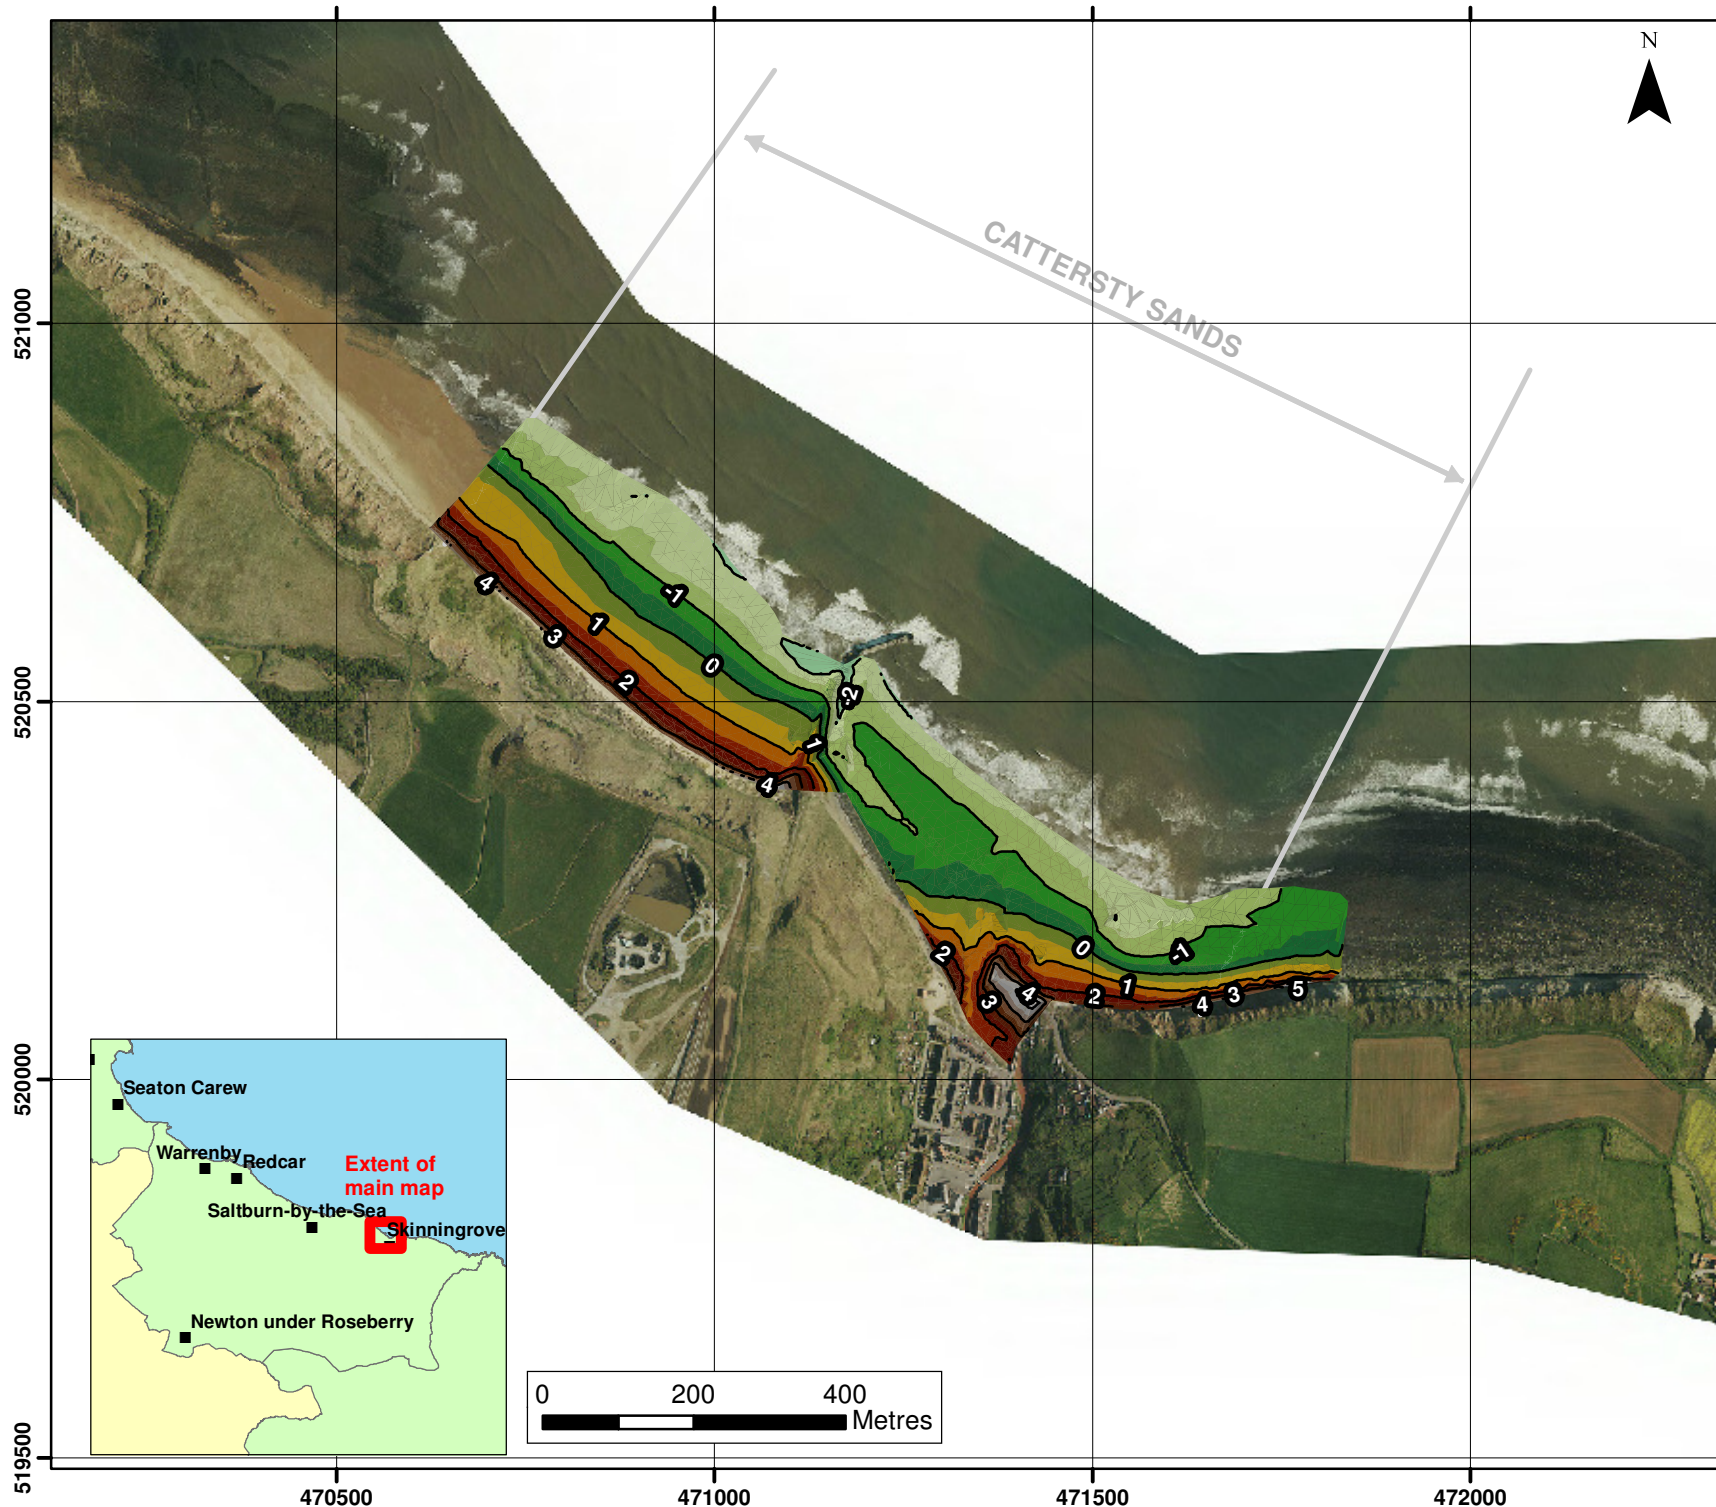 N
CATTERSTY SANDS
521000
520500
520000
519500
-1
4
1
3
0
2
-2
1
4
2
0
-1
4
3
1
2
4
3
5
Seaton Carew
Warrenby
Redcar
Extent of
main map
Saltburn-by-the-Sea
Skinningrove
Newton under Roseberry
0 200 400
Metres
470500 471000 471500 472000